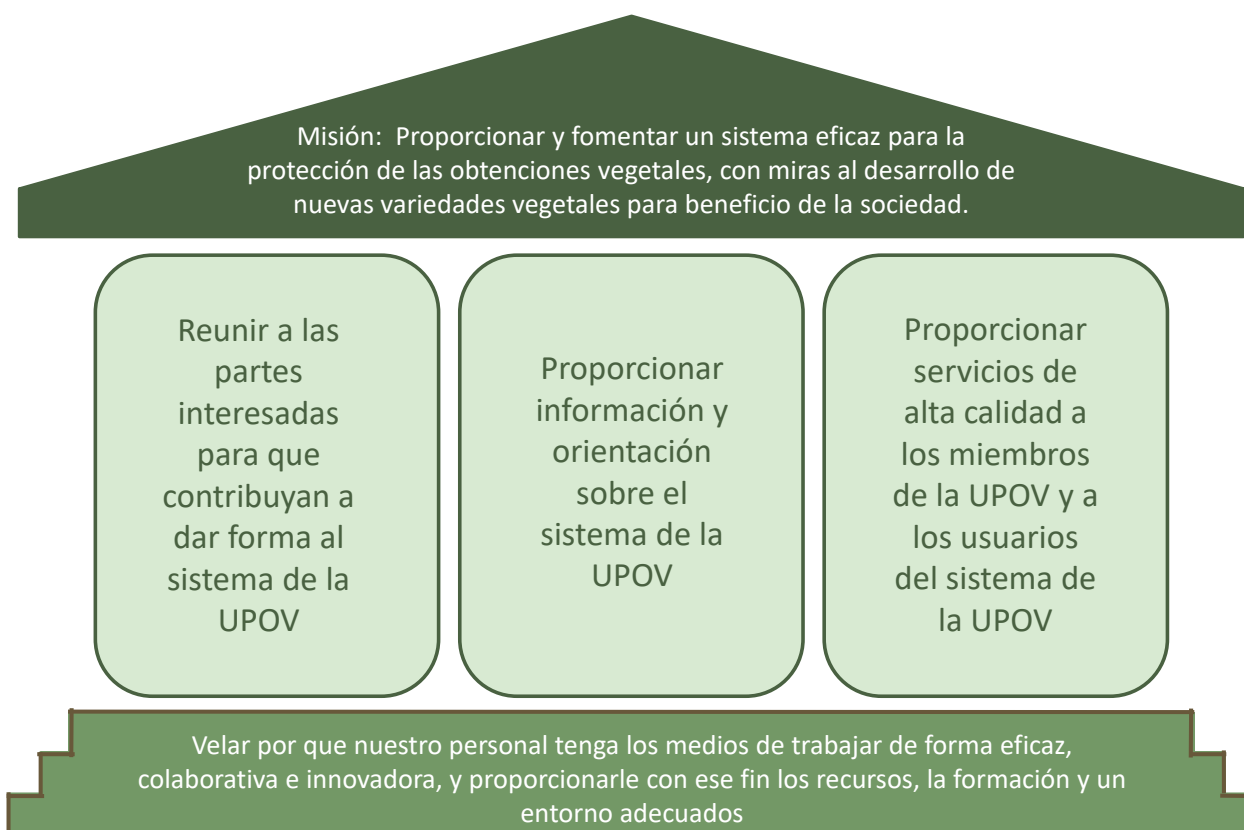 Misión:  Proporcionar y fomentar un sistema eficaz para la
protección de las obtenciones vegetales, con miras al desarrollo de
nuevas variedades vegetales para beneficio de la sociedad.
Reunir a las
partes
interesadas
para que
contribuyan a
dar forma al
sistema de la
UPOV
Proporcionar
información y
orientación
sobre el
sistema de la
UPOV
Proporcionar
servicios de
alta calidad a
los miembros
de la UPOV y a
los usuarios
del sistema de
la UPOV
Velar por que nuestro personal tenga los medios de trabajar de forma eficaz,
colaborativa e innovadora, y proporcionarle con ese fin los recursos, la formación y un
entorno adecuados